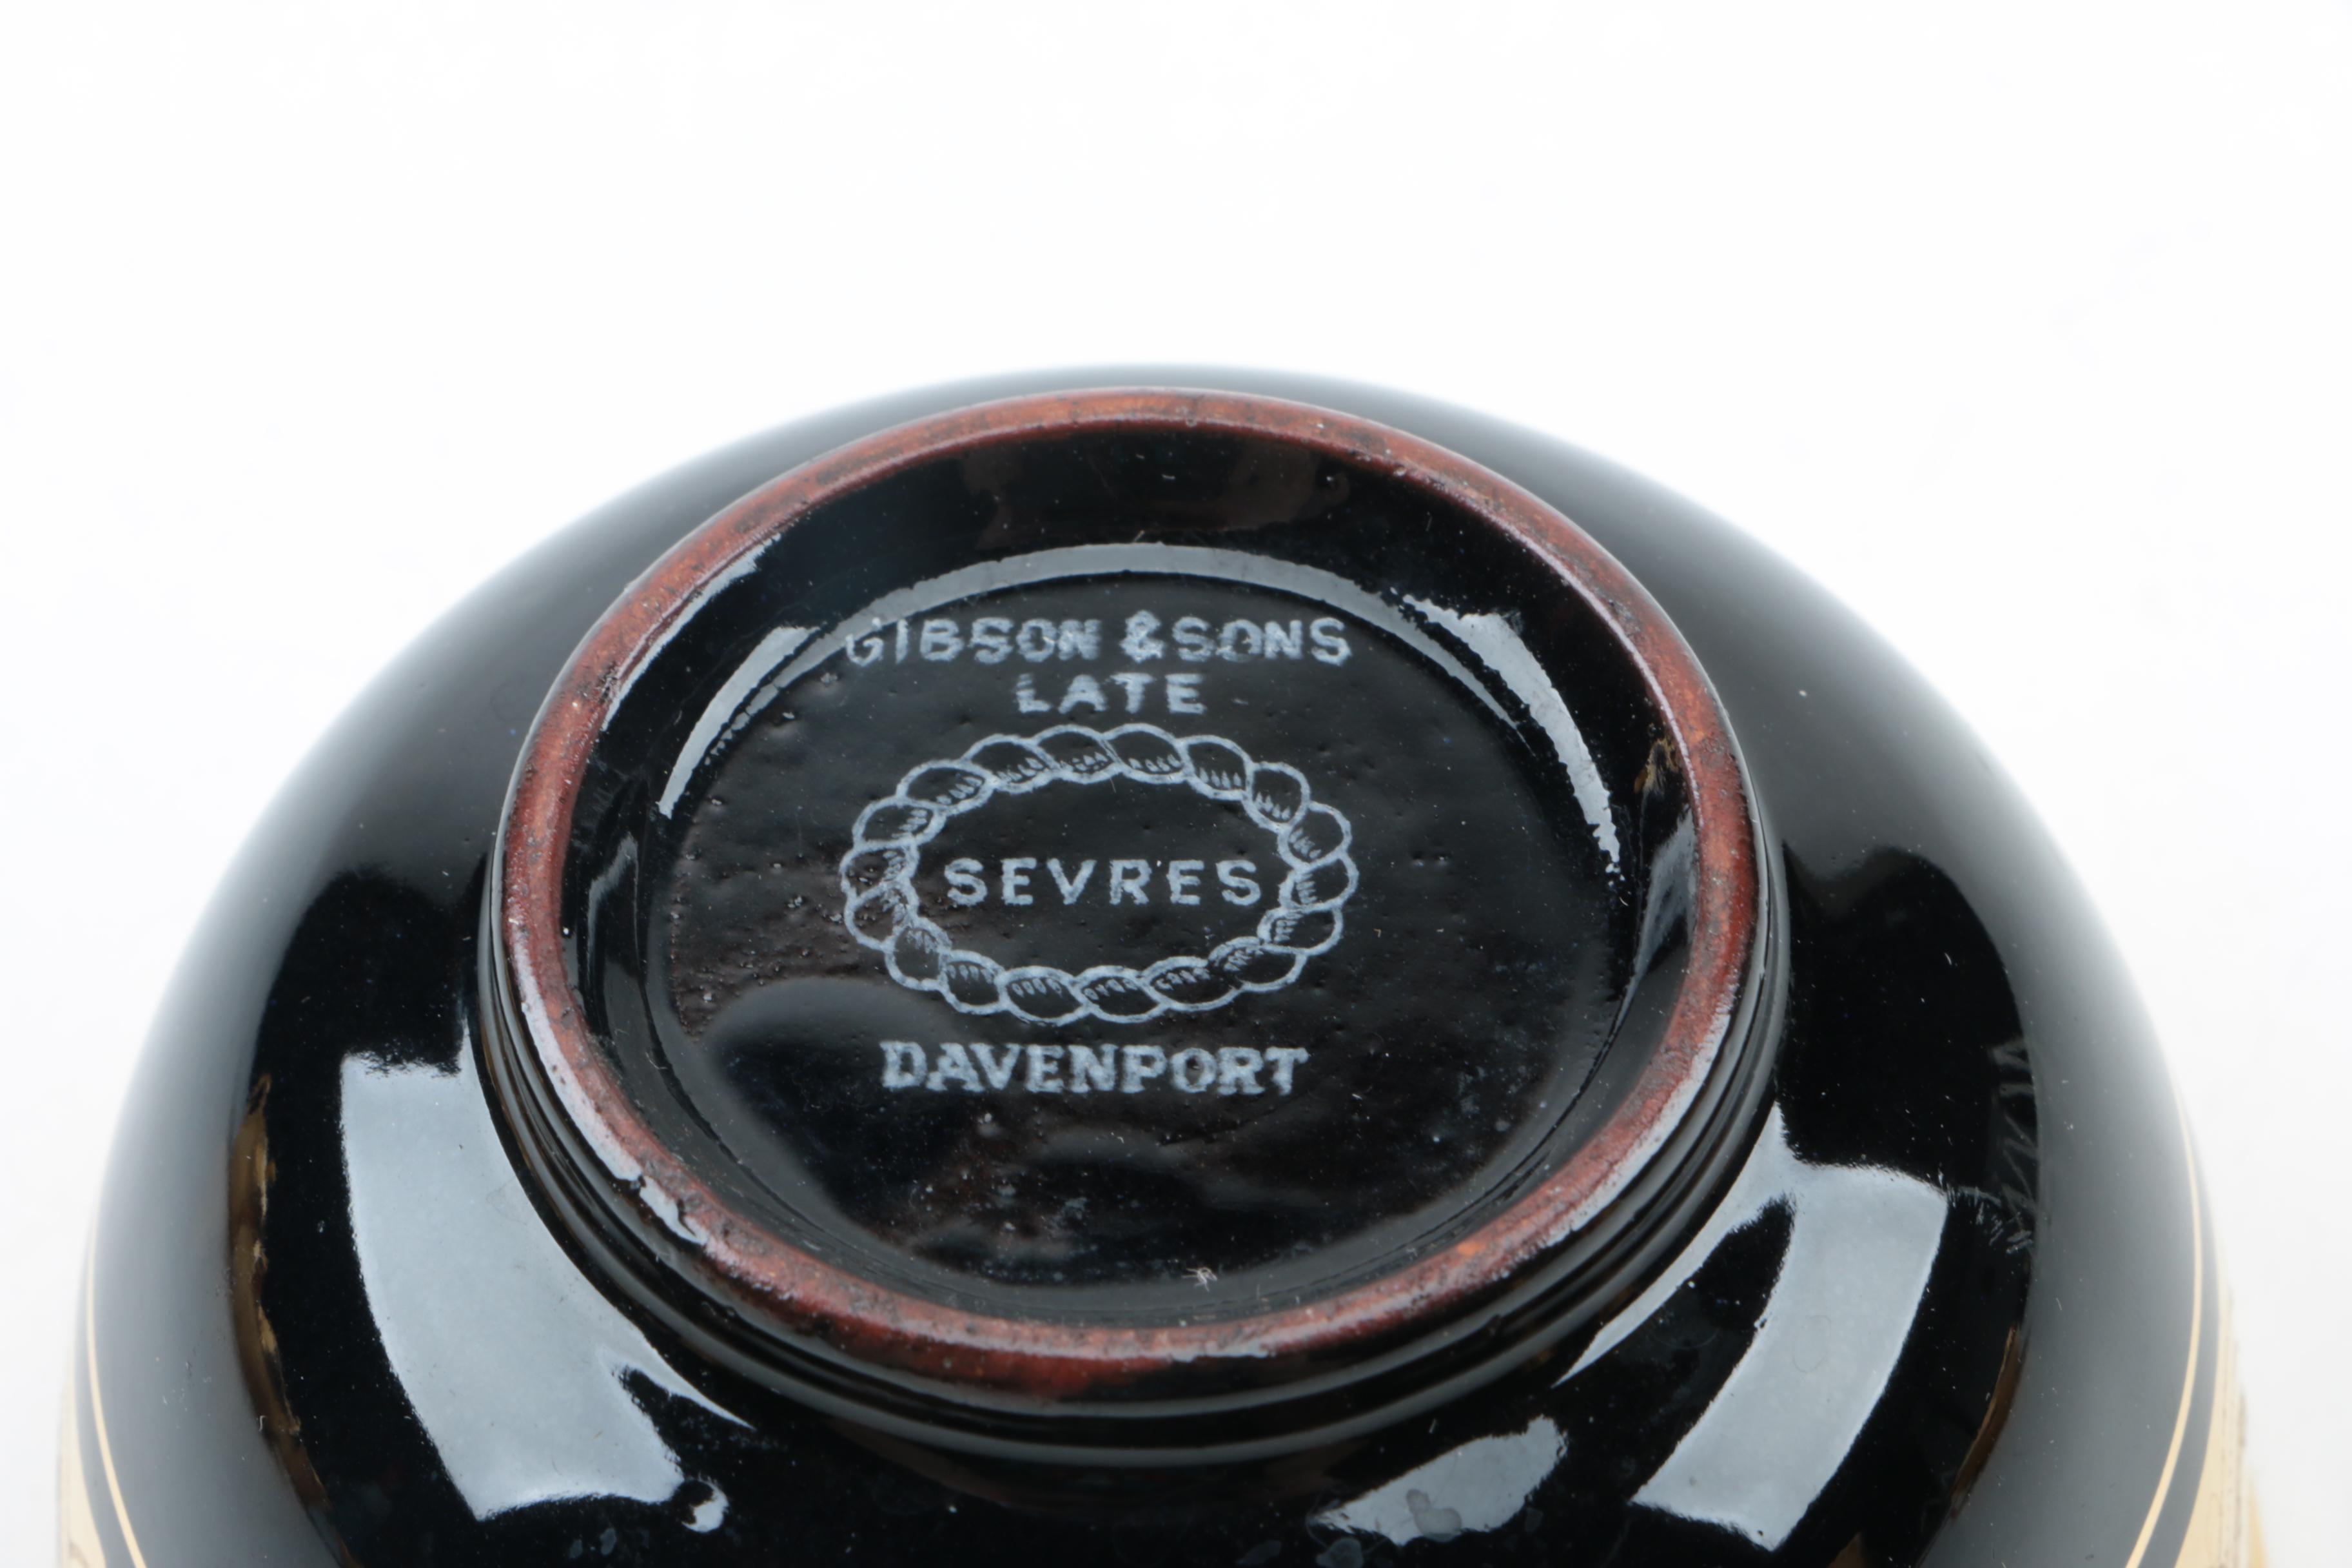 GIBSON & SONS
LATE
SEVRES
DAVENPORT